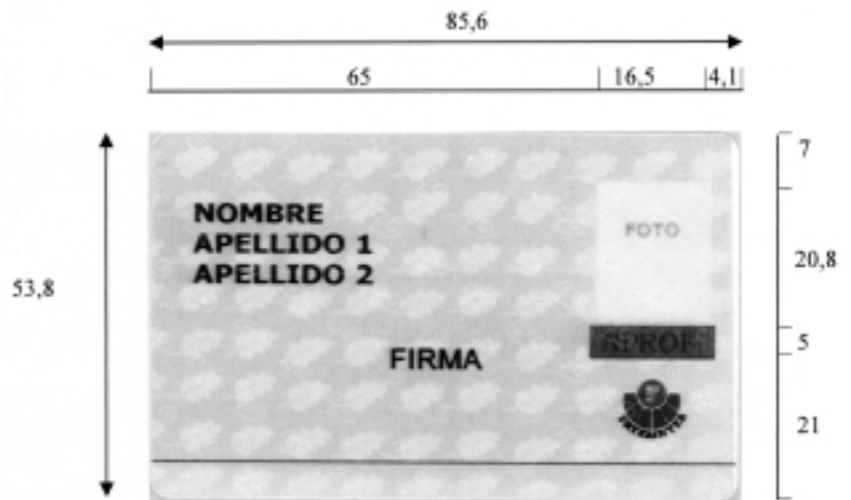 85,6
65 16,5 4,1
7
NOMBRE
APELLIDO 1
APELLIDO 2
FOTO
20,8
53,8
5
FIRMA
21